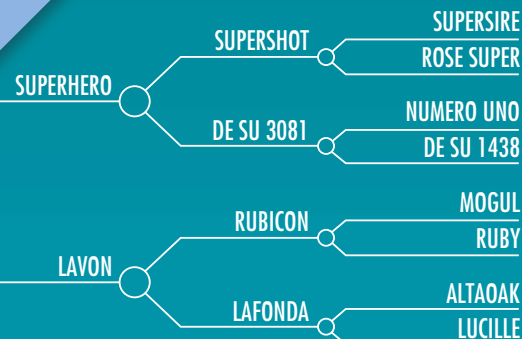 SUPERSIRE
SUPERSHOT
ROSE SUPER
SUPERHERO
NUMERO UNO
DE SU 3081
DE SU 1438
MOGUL
RUBICON
RUBY
LAVON
ALTAOAK
LAFONDA
LUCILLE